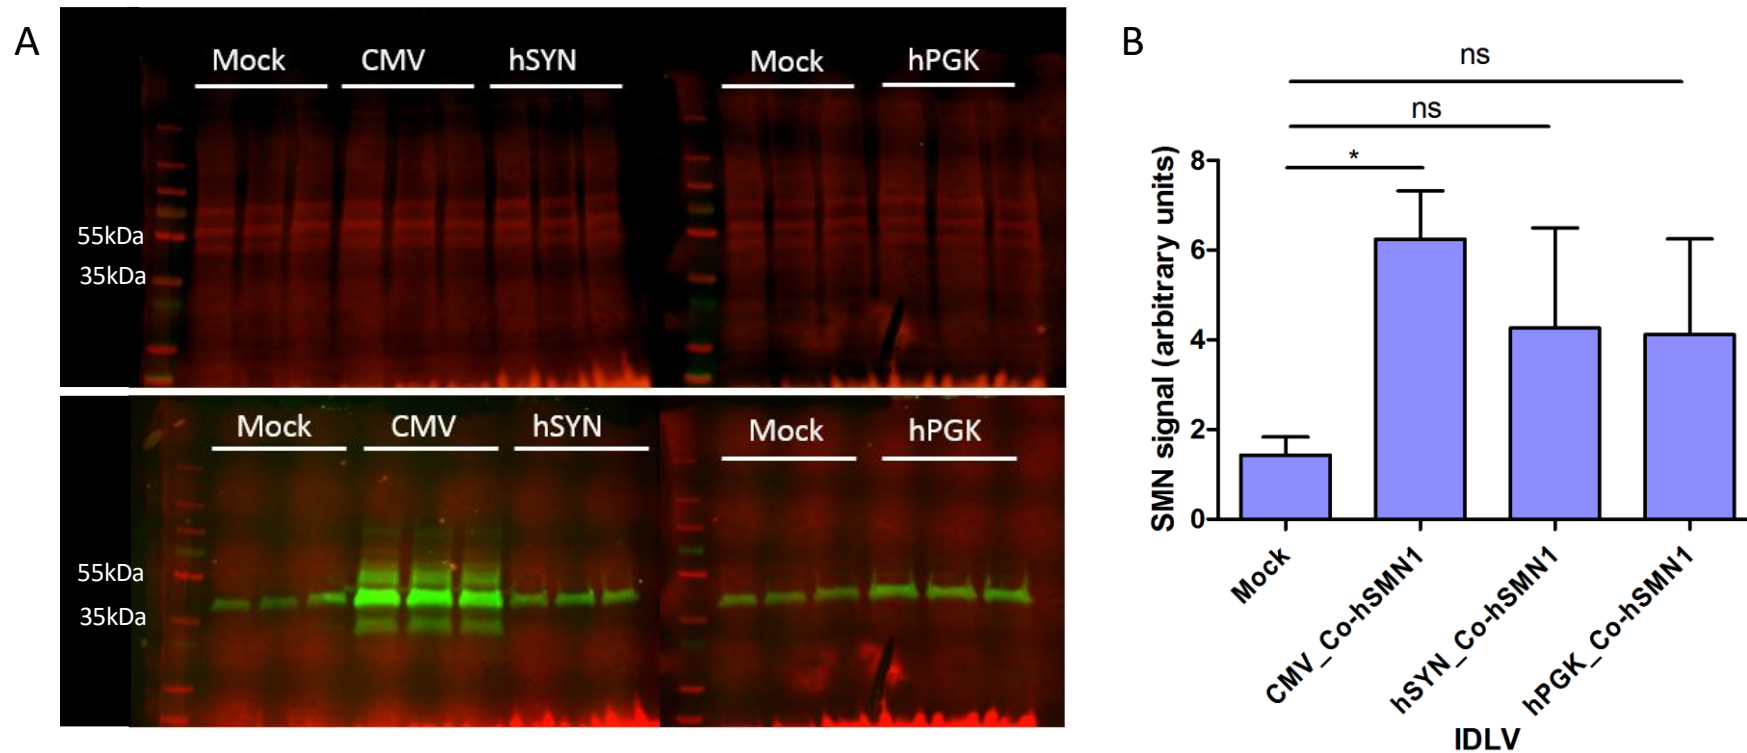 A
Mock CMV hSYN Mock hPGK
55kDa
35kDa
Mock CMV hSYN Mock hPGK
55kDa
35kDa
B
ns
ns
*
8
6
4
2
0
SMN signal (arbitrary units)
Mock
CMV_Co-hSMN1
hSYN_Co-hSMN1
hPGK_Co-hSMN1
IDLV